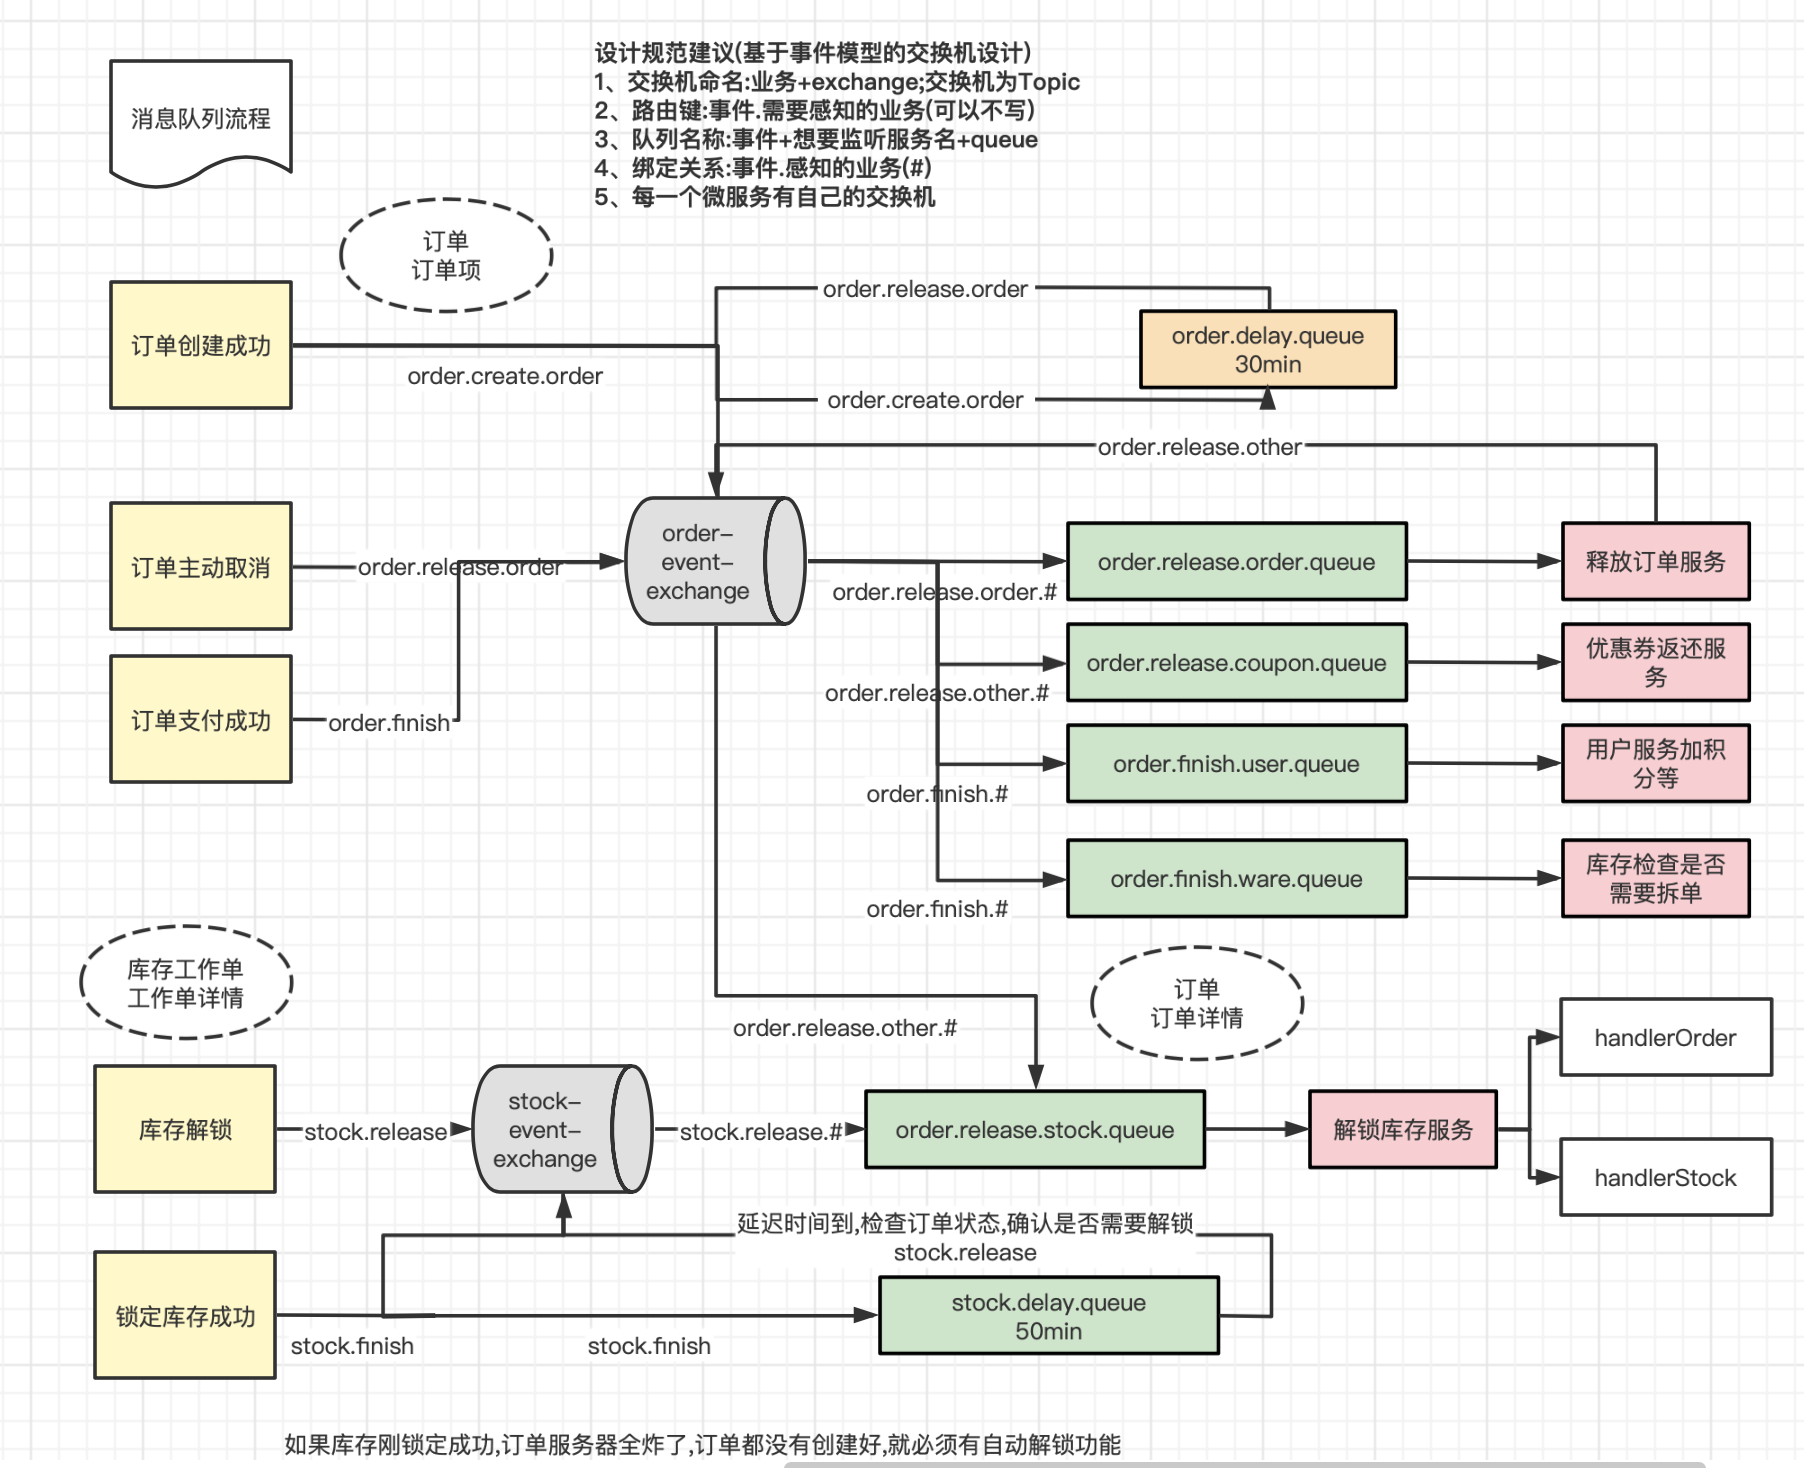 设计规范建议(基于事件模型的交换机设计)
1、交换机命名:业务+exchange;交换机为Topic
2、路由键:事件.需要感知的业务(可以不写)
3、队列名称:事件+想要监听服务名+queue
4、绑定关系:事件.感知的业务(#)
5、每一个微服务有自己的交换机
消息队列流程
订单
订单项
订单创建成功
order.create.order
order.release.order
order.delay.queue
30min
order.create.order
order.release.other
订单主动取消
order.release.order
order-
event-
exchange
order.release.order.#
order.release.order.queue
释放订单服务
order.release.other.#
order.release.coupon.queue
优惠券返还服
务
订单支付成功
order.finish
order.finish.#
order.finish.user.queue
用户服务加积
分等
order.finish.#
order.finish.ware.queue
库存检查是否
需要拆单
库存工作单
工作单详情
order.release.other.#
订单
订单详情
库存解锁
stock.release
stock-
event-
exchange
stock.release.#
order.release.stock.queue
解锁库存服务
handlerOrder
handlerStock
延迟时间到,检查订单状态,确认是否需要解锁
stock.release
锁定库存成功
stock.finish
stock.finish
stock.delay.queue
50min
如果库存刚锁定成功,订单服务器全炸了,订单都没有创建好,就必须有自动解锁功能